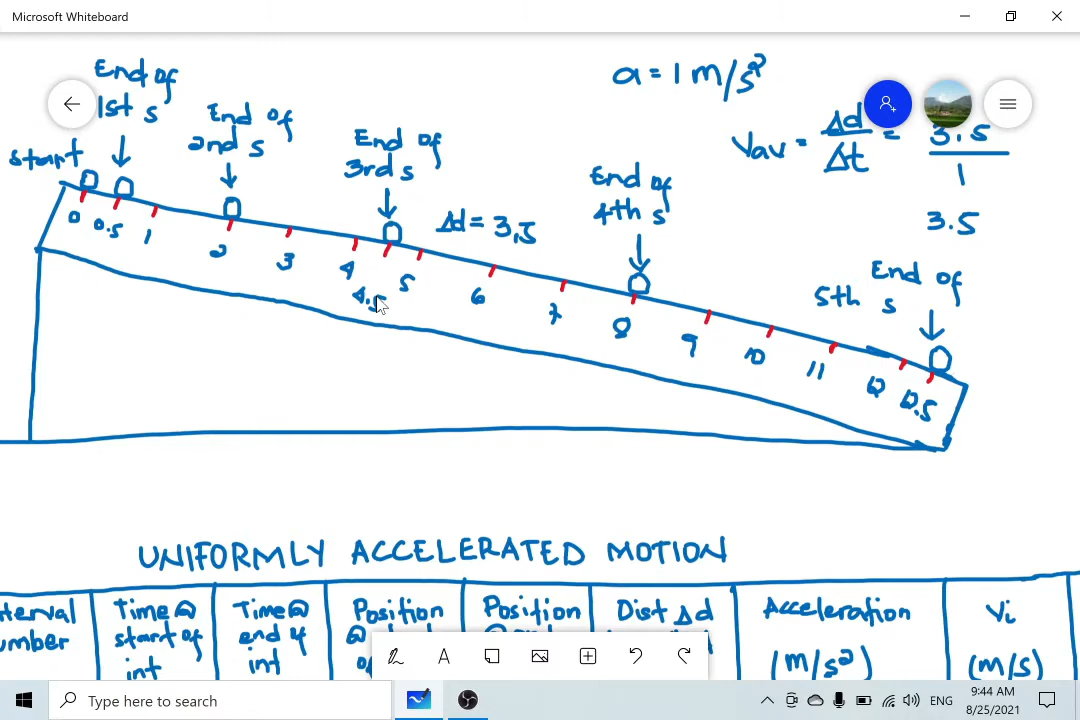 Microsoft Whiteboard
End of
1st s
start
End of
2nd s
End of
3rd s
Δd = 3.5
End of
4th s
End of
5th s
a = 1 m/s²
Vav = Δd/Δt = 3.5/1
3.5
0 0.5 1 2 3 4 4.5 5 6 7 8 9 10 11 12 12.5
UNIFORMLY ACCELERATED MOTION
Time @
start of
int
Time @
end of
int
Position
Position
Dist Δd
Acceleration
(m/s²)
Vi
(m/s)
Type here to search
ENG
9:44 AM
8/25/2021